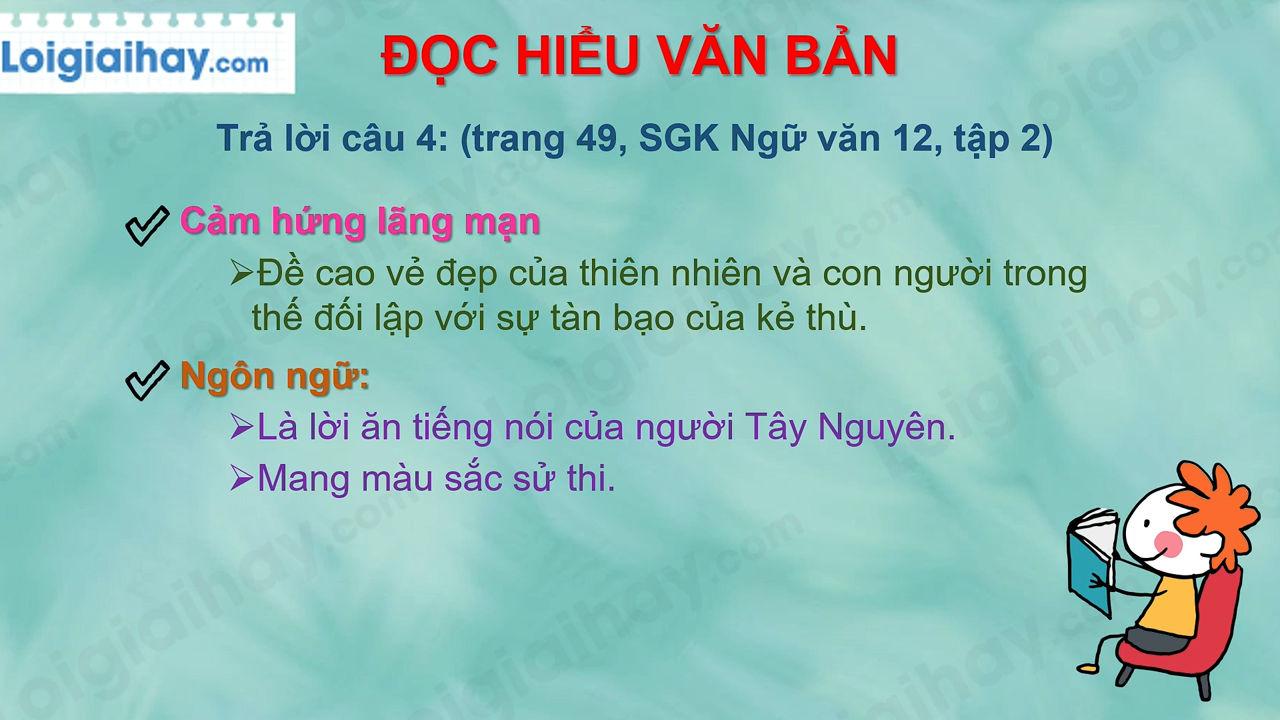 Loigiaihay.com
ĐỌC HIỂU VĂN BẢN
Trả lời câu 4: (trang 49, SGK Ngữ văn 12, tập 2)
Cảm hứng lãng mạn
Đề cao vẻ đẹp của thiên nhiên và con người trong
thế đối lập với sự tàn bạo của kẻ thù.
Ngôn ngữ:
Là lời ăn tiếng nói của người Tây Nguyên.
Mang màu sắc sử thi.